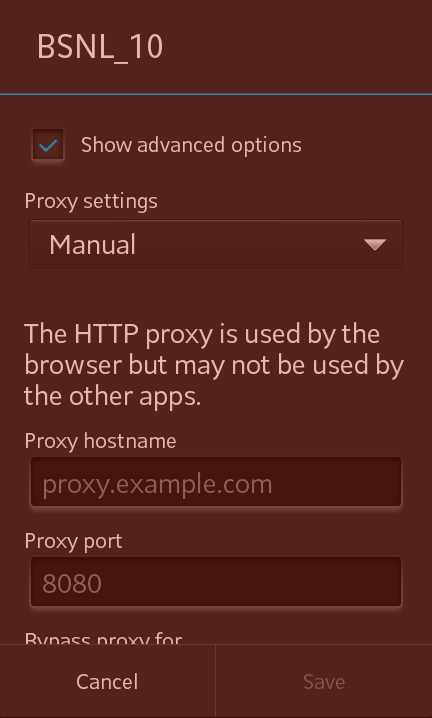 BSNL_10
Show advanced options
Proxy settings
Manual
The HTTP proxy is used by the
browser but may not be used by
the other apps.
Proxy hostname
proxy.example.com
Proxy port
8080
Bypass proxy for
Cancel
Save